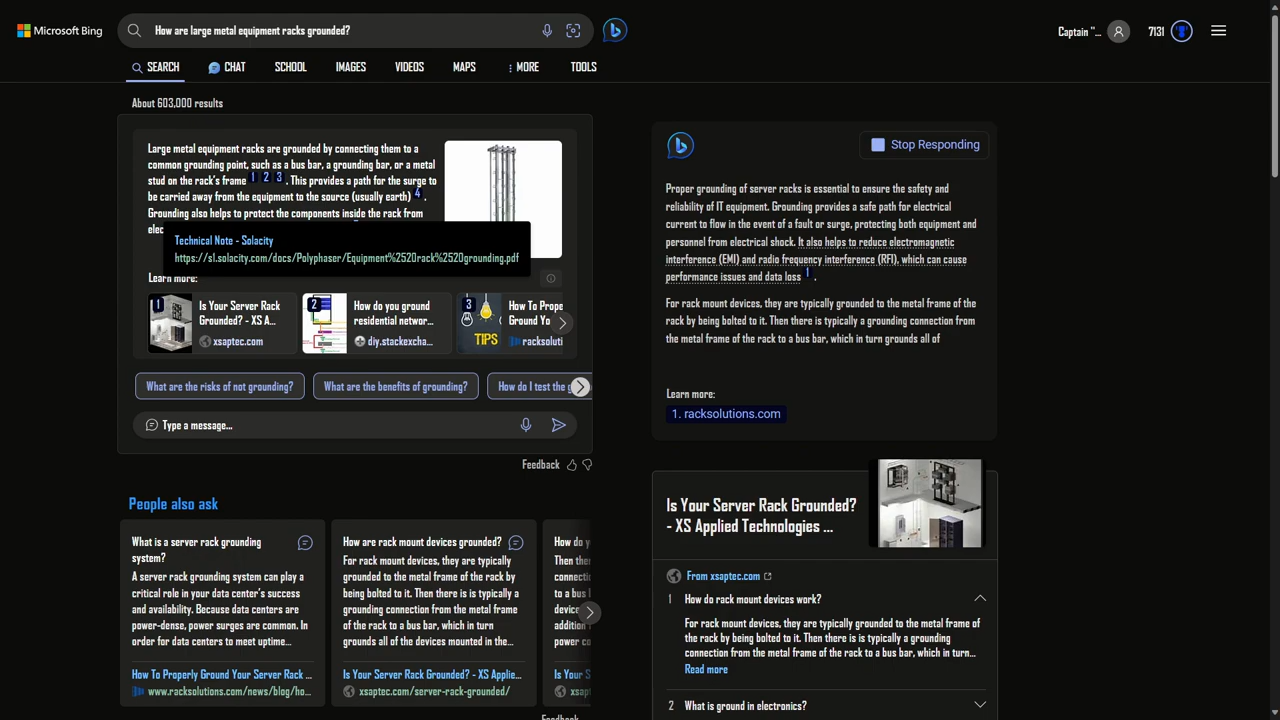 Microsoft Bing
How are large metal equipment racks grounded?
Captain "...
7131
SEARCH
CHAT
SCHOOL
IMAGES
VIDEOS
MAPS
MORE
TOOLS
About 603,000 results
Large metal equipment racks are grounded by connecting them to a
common grounding point, such as a bus bar, a grounding bar, or a metal
stud on the rack's frame 1 2 3 . This provides a path for the surge to
be carried away from the equipment to the source (usually earth) 4 .
Grounding also helps to protect the components inside the rack from
elec
Technical Note - Solacity
https://sl.solacity.com/docs/Polyphaser/Equipment%2520rack%2520grounding.pdf
Learn more:
1
Is Your Server Rack
Grounded? - XS A...
xsaptec.com
2
How do you ground
residential networ...
diy.stackexcha...
3
TIPS
How To Prope
Ground Yo
racksoluti
What are the risks of not grounding?
What are the benefits of grounding?
How do I test the g
Type a message...
Feedback
People also ask
What is a server rack grounding
system?
A server rack grounding system can play a
critical role in your data center's success
and availability. Because data centers are
power-dense, power surges are common. In
order for data centers to meet uptime...
How To Properly Ground Your Server Rack ...
www.racksolutions.com/news/blog/ho...
How are rack mount devices grounded?
For rack mount devices, they are typically
grounded to the metal frame of the rack by
being bolted to it. Then there is typically a
grounding connection from the metal frame
of the rack to a bus bar, which in turn
grounds all of the devices mounted in the...
Is Your Server Rack Grounded? - XS Applie...
xsaptec.com/server-rack-grounded/
How do y
Then the
connectio
to a bus
devices
addition
power co
Is Your S
xsap
Feedback
Stop Responding
Proper grounding of server racks is essential to ensure the safety and
reliability of IT equipment. Grounding provides a safe path for electrical
current to flow in the event of a fault or surge, protecting both equipment and
personnel from electrical shock. It also helps to reduce electromagnetic
interference (EMI) and radio frequency interference (RFI), which can cause
performance issues and data loss 1 .
For rack mount devices, they are typically grounded to the metal frame of the
rack by being bolted to it. Then there is typically a grounding connection from
the metal frame of the rack to a bus bar, which in turn grounds all of
Learn more:
1. racksolutions.com
Is Your Server Rack Grounded?
- XS Applied Technologies ...
From xsaptec.com
1 How do rack mount devices work?
For rack mount devices, they are typically grounded to the metal frame of
the rack by being bolted to it. Then there is typically a grounding
connection from the metal frame of the rack to a bus bar, which in turn...
Read more
2 What is ground in electronics?